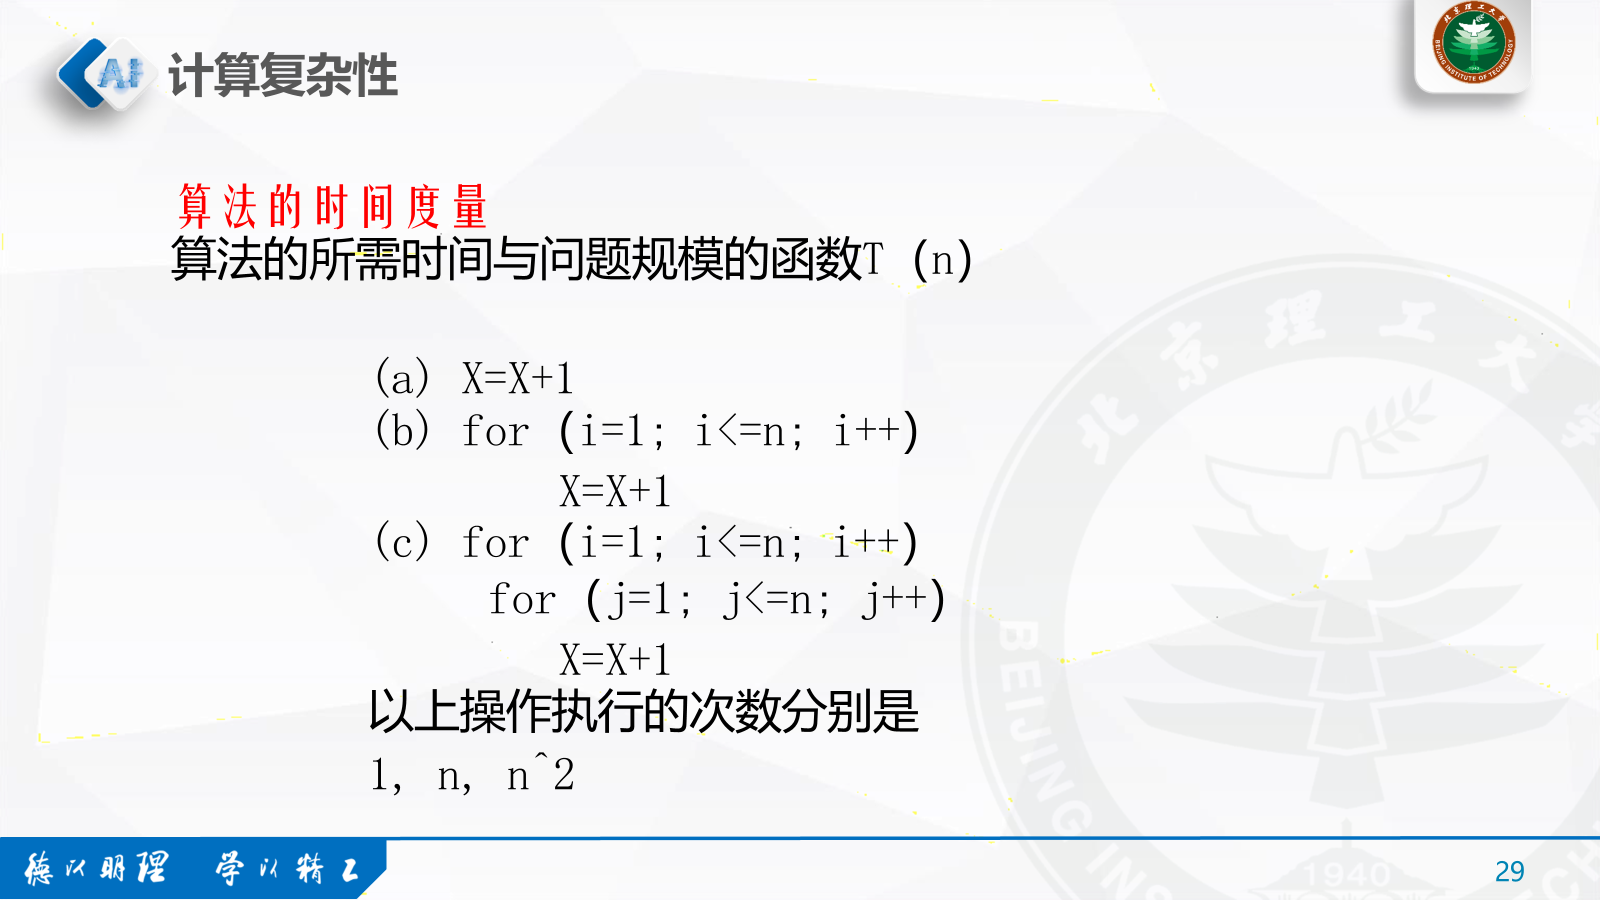 计算复杂性
北京理工大学
BEIJING INSTITUTE OF TECHNOLOGY
1940
算法的时间度量
算法的所需时间与问题规模的函数T (n)
(a) X=X+1
(b) for (i=1; i<=n; i++)
X=X+1
(c) for (i=1; i<=n; i++)
for (j=1; j<=n; j++)
X=X+1
以上操作执行的次数分别是
1, n, n^2
北京理工大学
BEIJING INS
1940
德以明理 学以精工
29